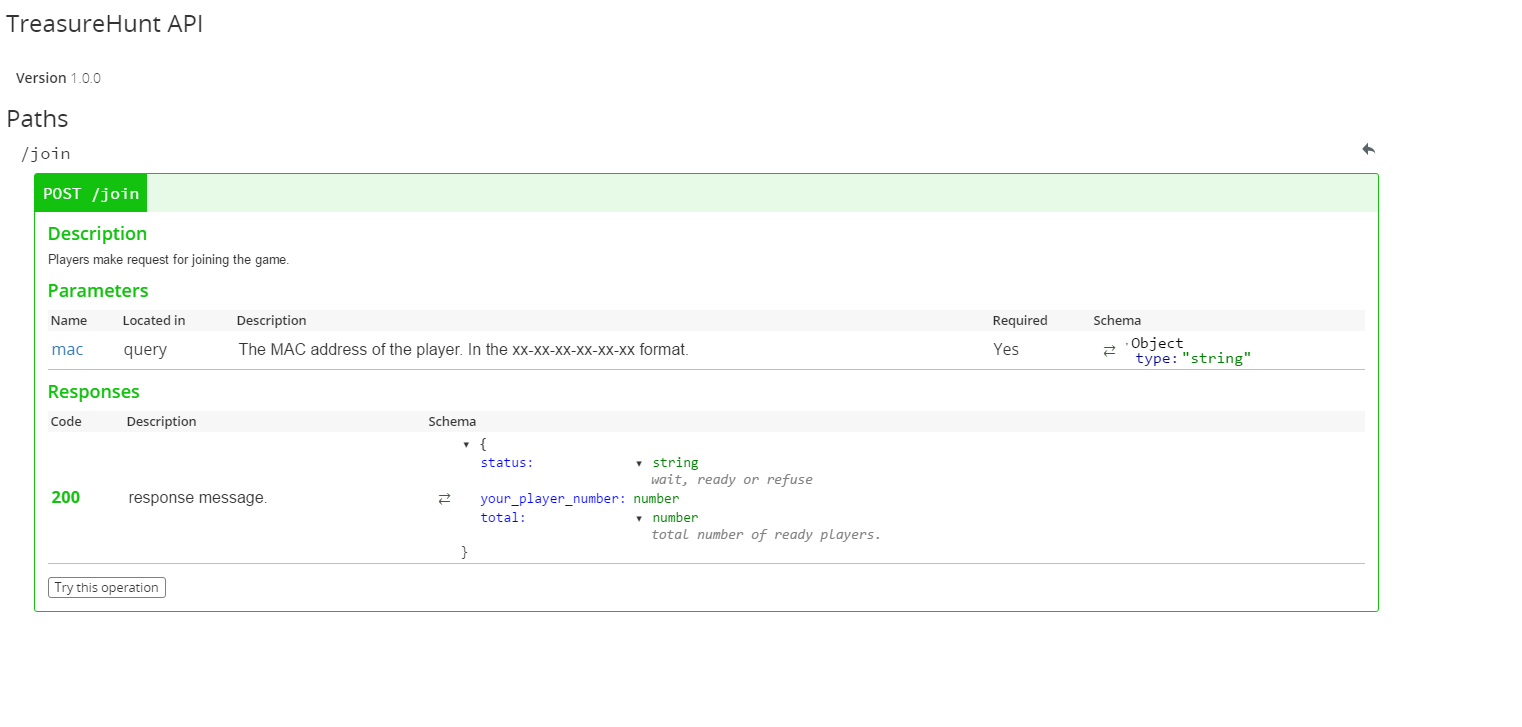 TreasureHunt API
Version 1.0.0
Paths
/join
POST /join
Description
Players make request for joining the game.
Parameters
Name Located in Description Required Schema
mac query The MAC address of the player. In the xx-xx-xx-xx-xx-xx format. Yes ⇄ Object
type: "string"
Responses
Code Description Schema
▼ {
status: ▼ string
wait, ready or refuse
200 response message. ⇄ your_player_number: number
total: ▼ number
total number of ready players.
}
Try this operation